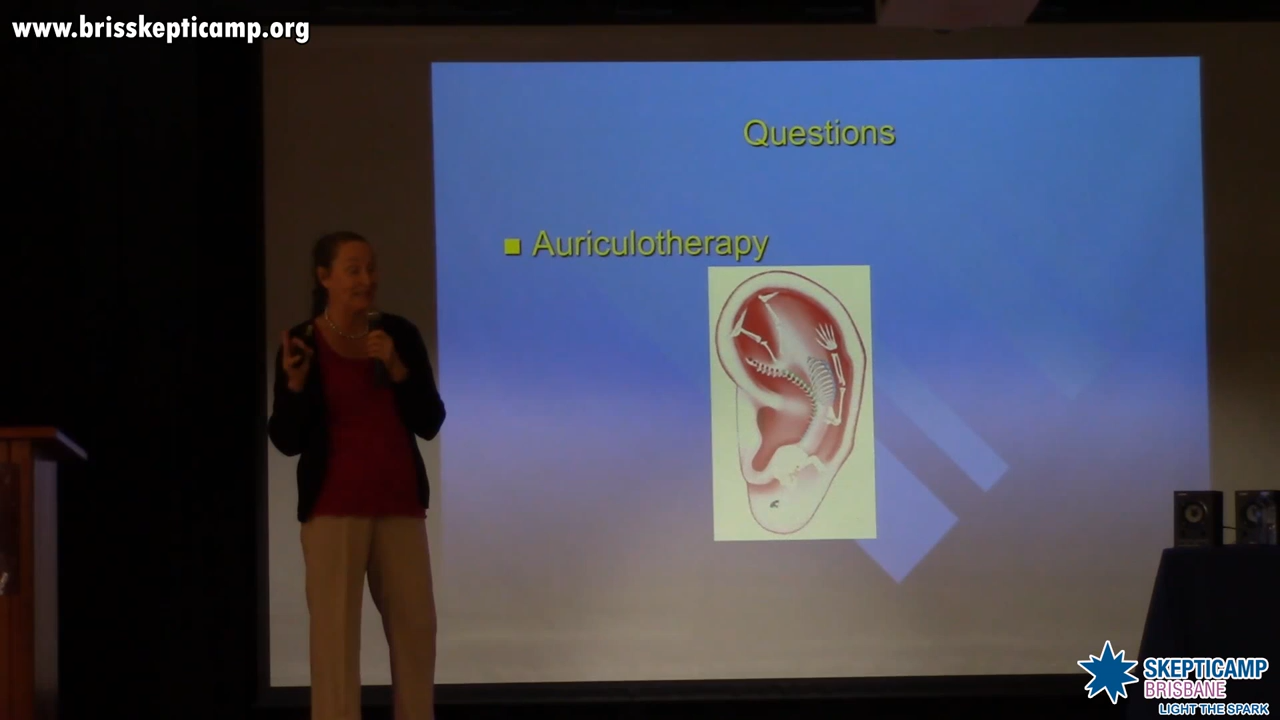 www.brisskepticamp.org
Questions
Auriculotherapy
SKEPTICAMP
BRISBANE
LIGHT THE SPARK